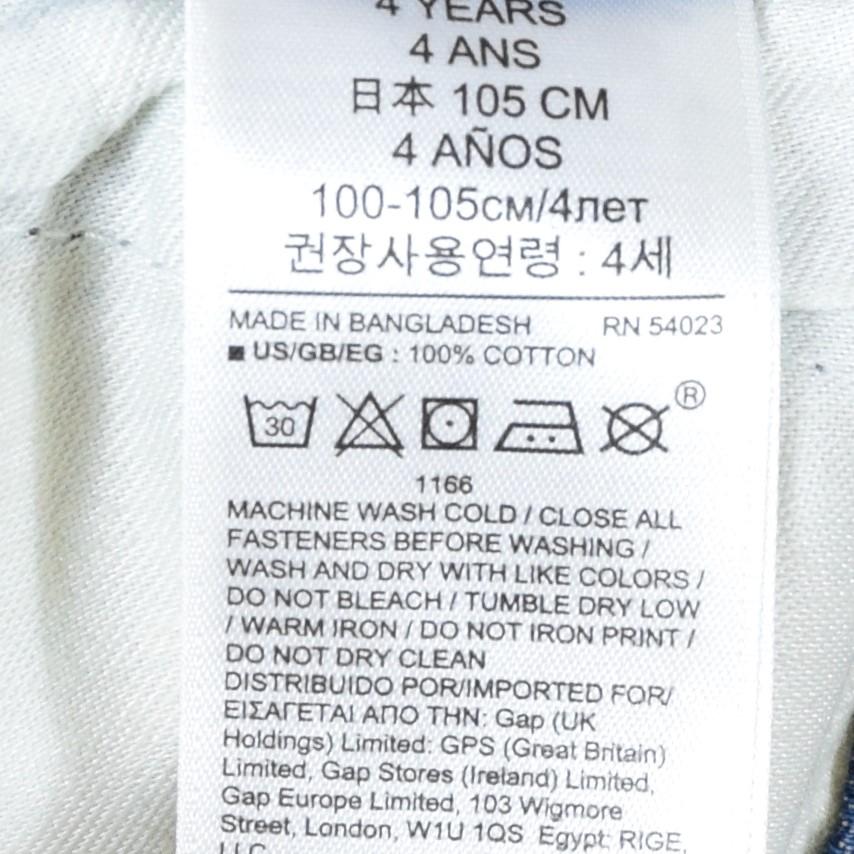 4 YEARS
4 ANS
日本 105 CM
4 AÑOS
100-105см/4лет
권장사용연령 : 4세
MADE IN BANGLADESH RN 54023
■ US/GB/EG : 100% COTTON
30 ®
1166
MACHINE WASH COLD / CLOSE ALL
FASTENERS BEFORE WASHING /
WASH AND DRY WITH LIKE COLORS /
DO NOT BLEACH / TUMBLE DRY LOW
/ WARM IRON / DO NOT IRON PRINT /
DO NOT DRY CLEAN
DISTRIBUIDO POR/IMPORTED FOR/
ΕΙΣΑΓΕΤΑΙ ΑΠΟ ΤΗΝ: Gap (UK
Holdings) Limited: GPS (Great Britain)
Limited, Gap Stores (Ireland) Limited,
Gap Europe Limited, 103 Wigmore
Street, London, W1U 1QS Egypt: RIGE,
LLC